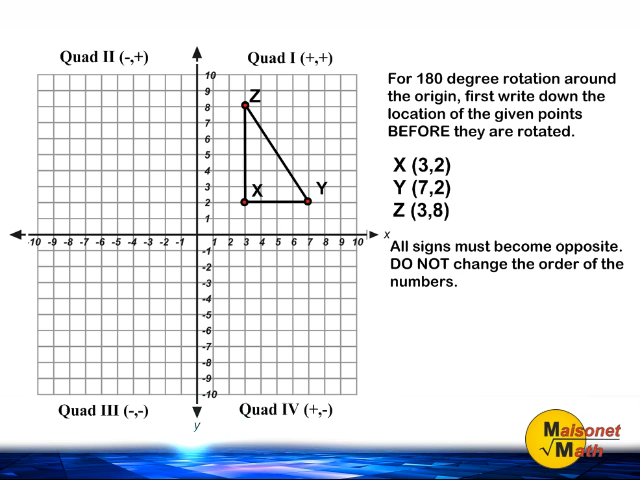 Quad II (-,+)
Quad I (+,+)
For 180 degree rotation around
the origin, first write down the
location of the given points
BEFORE they are rotated.
X (3,2)
Y (7,2)
Z (3,8)
All signs must become opposite.
DO NOT change the order of the
numbers.
10
9
8
7
6
5
4
3
2
1
Z
X
Y
-10 -9 -8 -7 -6 -5 -4 -3 -2 -1 1 2 3 4 5 6 7 8 9 10 x
-1
-2
-3
-4
-5
-6
-7
-8
-9
-10
Quad III (-,-)
Quad IV (+,-)
y
Maisonet
√Math